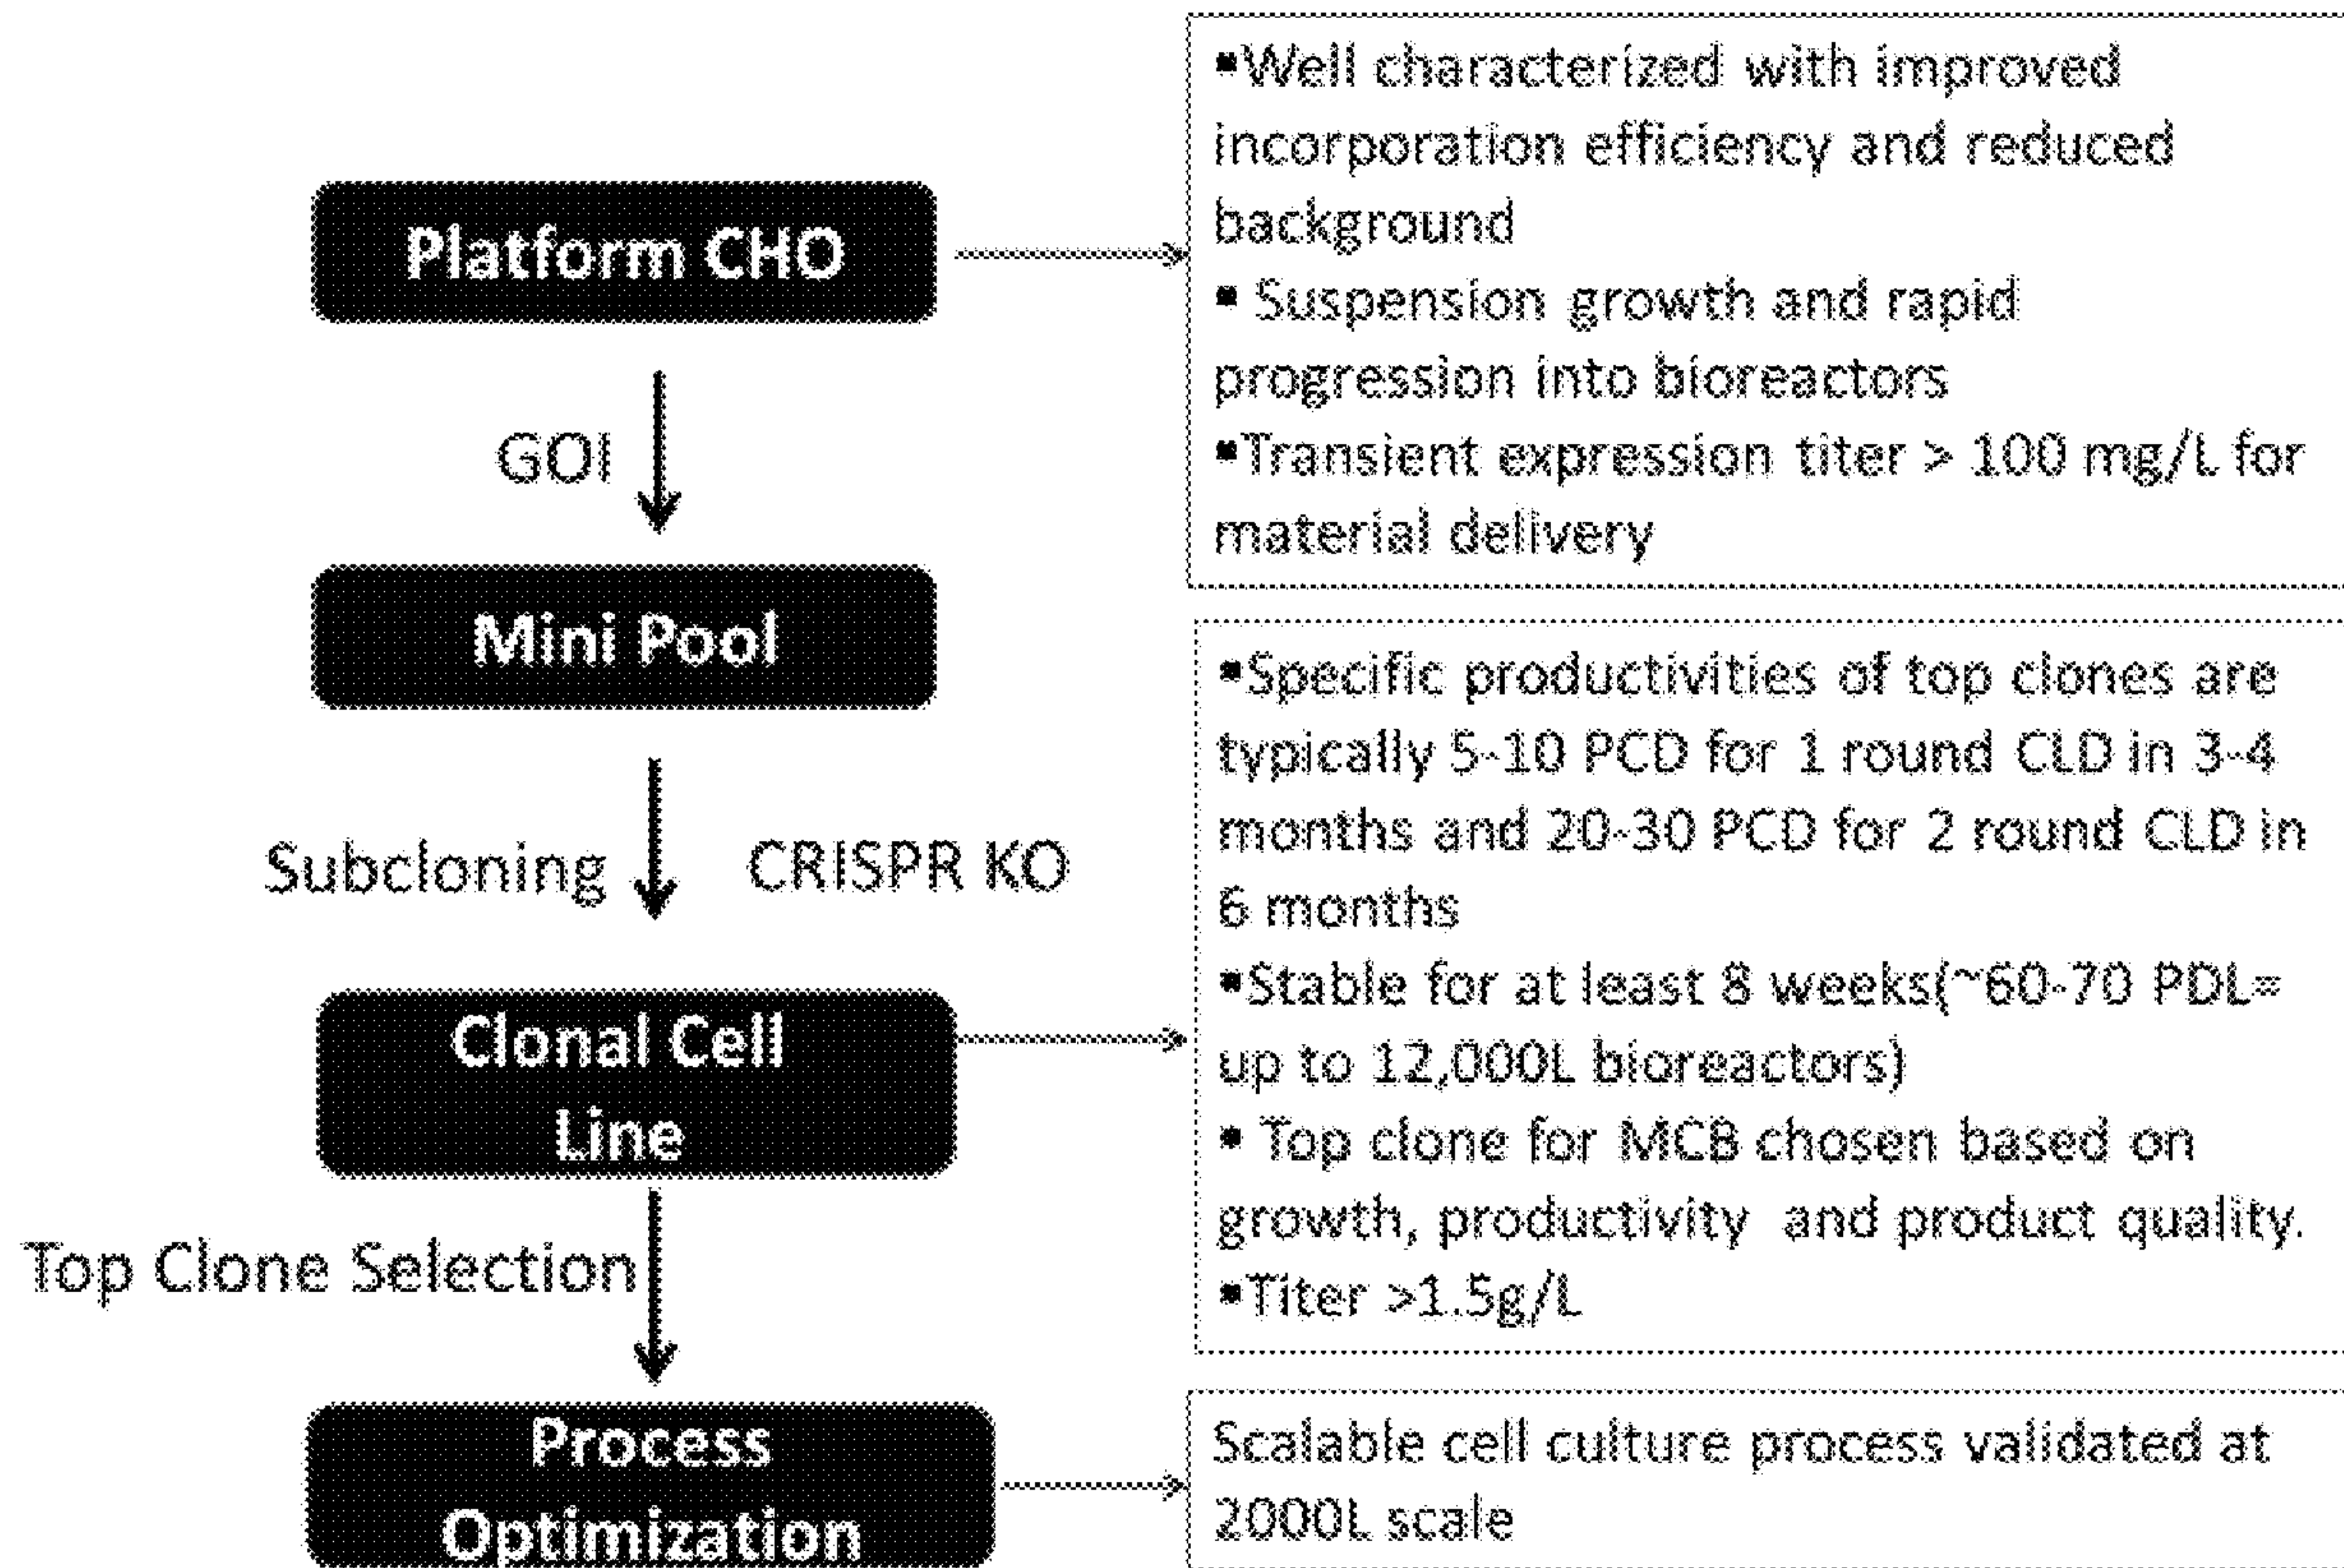 Platform CHO
▪Well characterized with improved
incorporation efficiency and reduced
background
▪ Suspension growth and rapid
progression into bioreactors
▪Transient expression titer > 100 mg/L for
material delivery
GOI
Mini Pool
Subcloning
CRISPR KO
Clonal Cell
Line
▪Specific productivities of top clones are
typically 5-10 PCD for 1 round CLD in 3-4
months and 20-30 PCD for 2 round CLD in
6 months
▪Stable for at least 8 weeks(~60-70 PDL=
up to 12,000L bioreactors)
▪ Top clone for MCB chosen based on
growth, productivity  and product quality.
▪Titer >1.5g/L
Top Clone Selection
Process
Optimization
Scalable cell culture process validated at
2000L scale